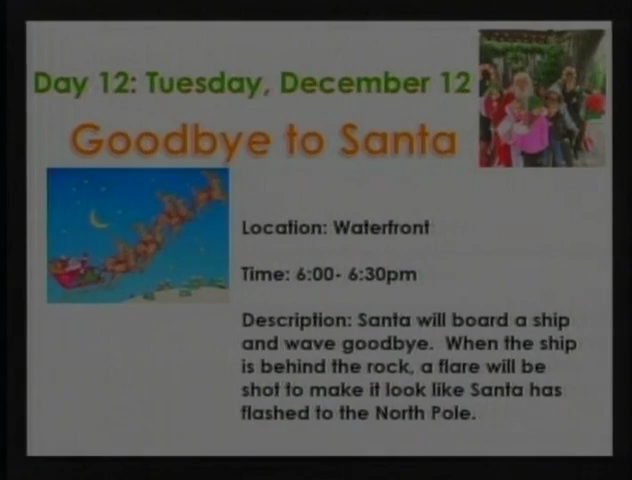 Day 12: Tuesday, December 12
Goodbye to Santa
Location: Waterfront
Time: 6:00- 6:30pm
Description: Santa will board a ship
and wave goodbye. When the ship
is behind the rock, a flare will be
shot to make it look like Santa has
flashed to the North Pole.